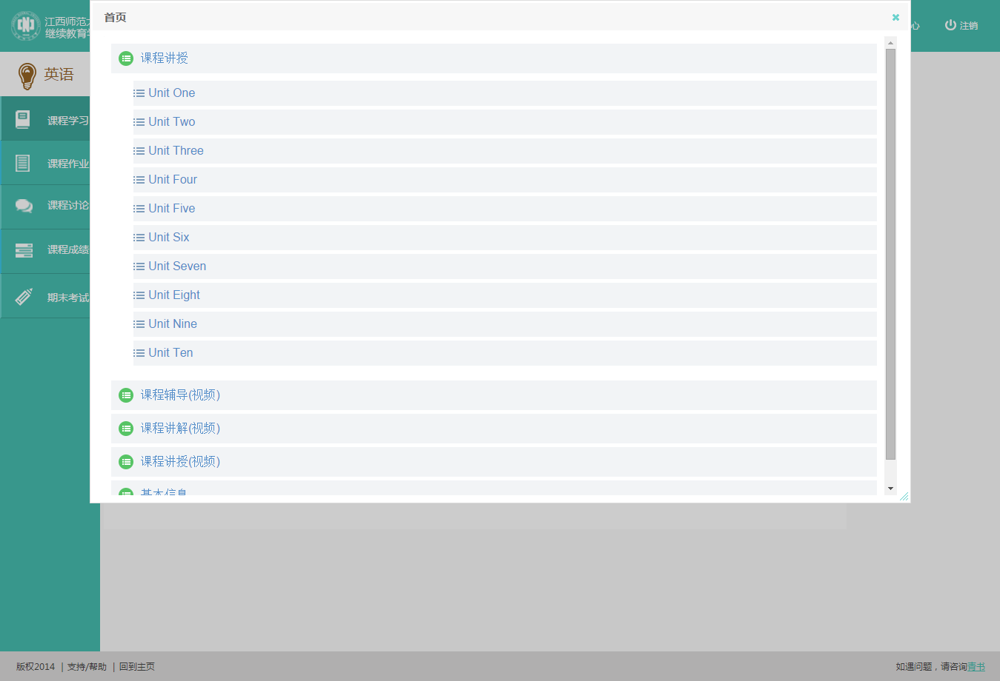 江西师范
继续教育
首页
心
注销
英语
课程学习
课程作业
课程讨论
课程成绩
期末考试
课程讲授
Unit One
Unit Two
Unit Three
Unit Four
Unit Five
Unit Six
Unit Seven
Unit Eight
Unit Nine
Unit Ten
课程辅导(视频)
课程讲解(视频)
课程讲授(视频)
基本信息
版权2014 | 支持/帮助 | 回到主页
如遇问题，请咨询青书